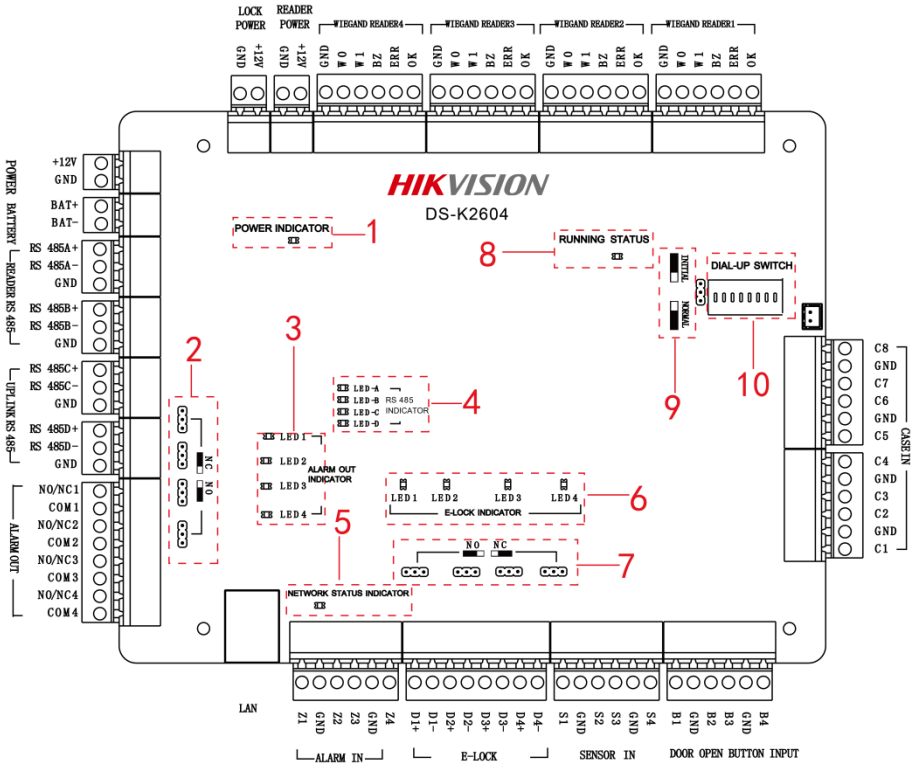 LOCK POWER
READER POWER
WIEGAND READER4
WIEGAND READER3
WIEGAND READER2
WIEGAND READER1
GND +12V
GND +12V
GND W0 W1 BZ ERR OK
GND W0 W1 BZ ERR OK
GND W0 W1 BZ ERR OK
GND W0 W1 BZ ERR OK
HIKVISION
DS-K2604
POWER
+12V
GND
BATTERY
BAT+
BAT-
READER RS 485
RS 485A+
RS 485A-
GND
RS 485B+
RS 485B-
GND
UPLINK RS 485
RS 485C+
RS 485C-
GND
RS 485D+
RS 485D-
GND
ALARM OUT
NO/NC1
COM1
NO/NC2
COM2
NO/NC3
COM3
NO/NC4
COM4
POWER INDICATOR
1
2
NC
NO
3
LED1
LED2
LED3
LED4
ALARM OUT INDICATOR
4
LED-A
LED-B
LED-C
LED-D
RS 485 INDICATOR
5
NETWORK STATUS INDICATOR
6
LED1 LED2 LED3 LED4
E-LOCK INDICATOR
7
NO NC
8
RUNNING STATUS
9
INITIAL
NORMAL
10
DIAL-UP SWITCH
C8
GND
C7
C6
GND
C5
C4
GND
C3
C2
GND
C1
CASE IN
LAN
Z1 GND Z2 Z3 GND Z4
ALARM IN
D1+ D1- D2+ D2- D3+ D3- D4+ D4-
E-LOCK
S1 GND S2 S3 GND S4
SENSOR IN
B1 GND B2 B3 GND B4
DOOR OPEN BUTTON INPUT